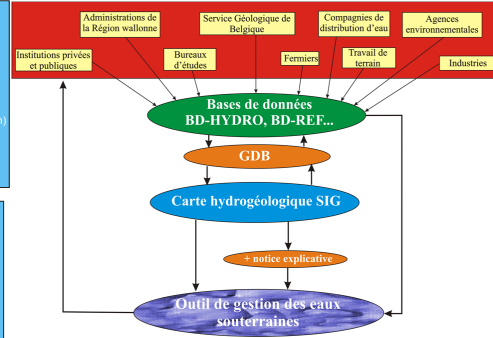 Administrations de
la Région wallonne
Service Géologique de
Belgique
Compagnies de
distribution d'eau
Agences
environnementales
Institutions privées
et publiques
Bureaux
d'études
Fermiers
Travail de
terrain
Industries
Bases de données
BD-HYDRO, BD-REF...
GDB
Carte hydrogéologique SIG
+ notice explicative
Outil de gestion des eaux
souterraines